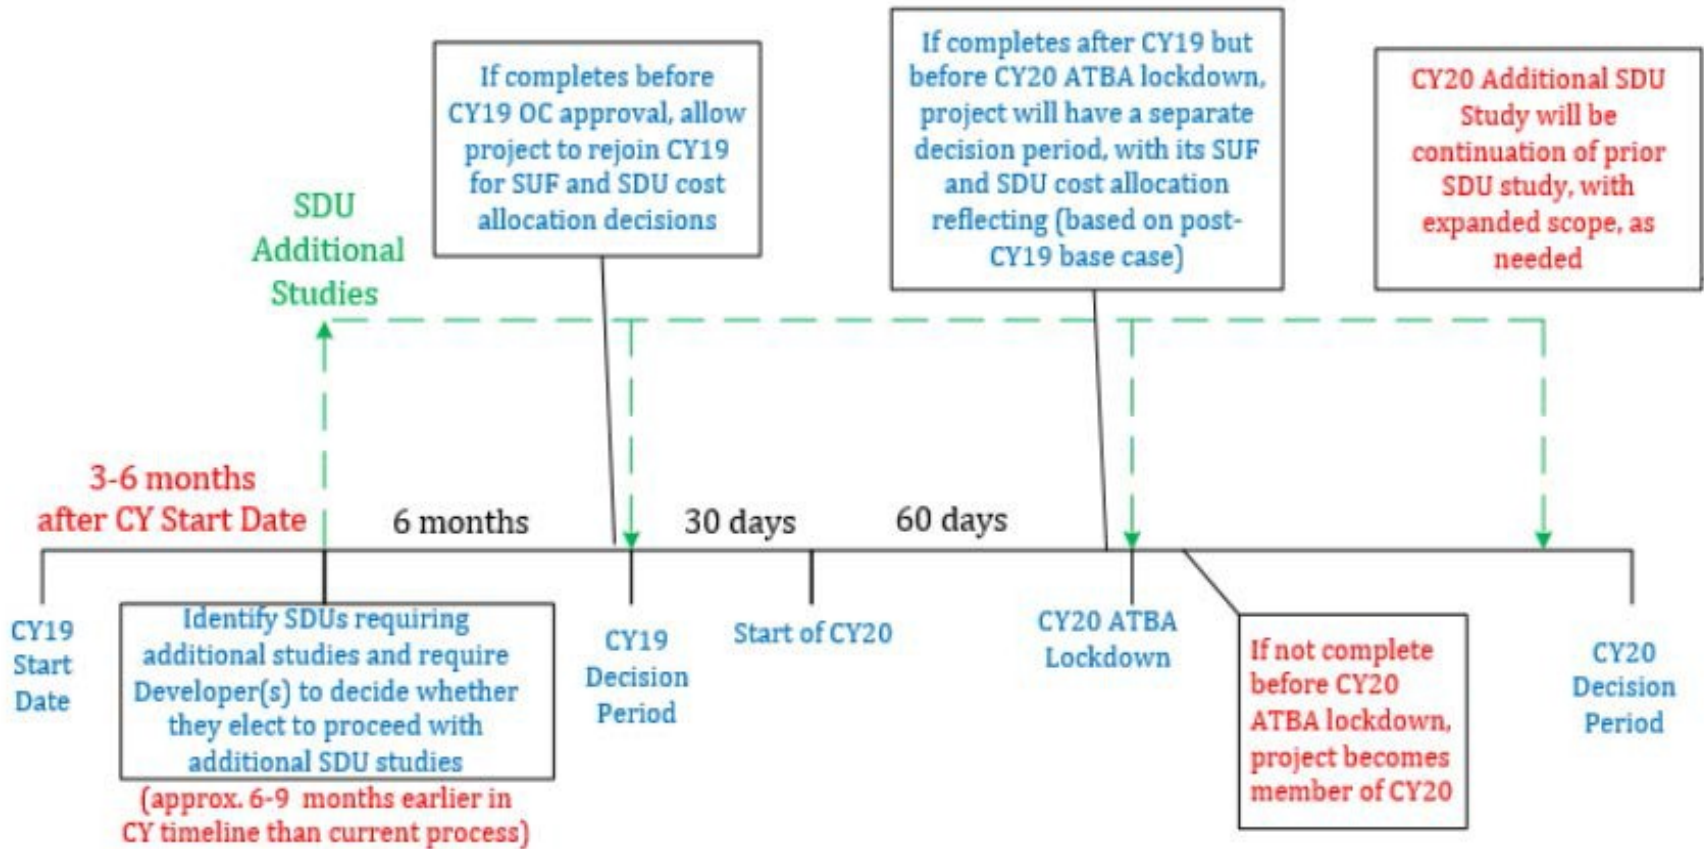 If completes before
CY19 OC approval, allow
project to rejoin CY19
for SUF and SDU cost
allocation decisions
If completes after CY19 but
before CY20 ATBA lockdown,
project will have a separate
decision period, with its SUF
and SDU cost allocation
reflecting (based on post-
CY19 base case)
CY20 Additional SDU
Study will be
continuation of prior
SDU study, with
expanded scope, as
needed
SDU
Additional
Studies
3-6 months
after CY Start Date
6 months
30 days
60 days
CY19
Start
Date
Identify SDUs requiring
additional studies and require
Developer(s) to decide whether
they elect to proceed with
additional SDU studies
(approx. 6-9 months earlier in
CY timeline than current process)
CY19
Decision
Period
Start of CY20
CY20 ATBA
Lockdown
If not complete
before CY20
ATBA lockdown,
project becomes
member of CY20
CY20
Decision
Period